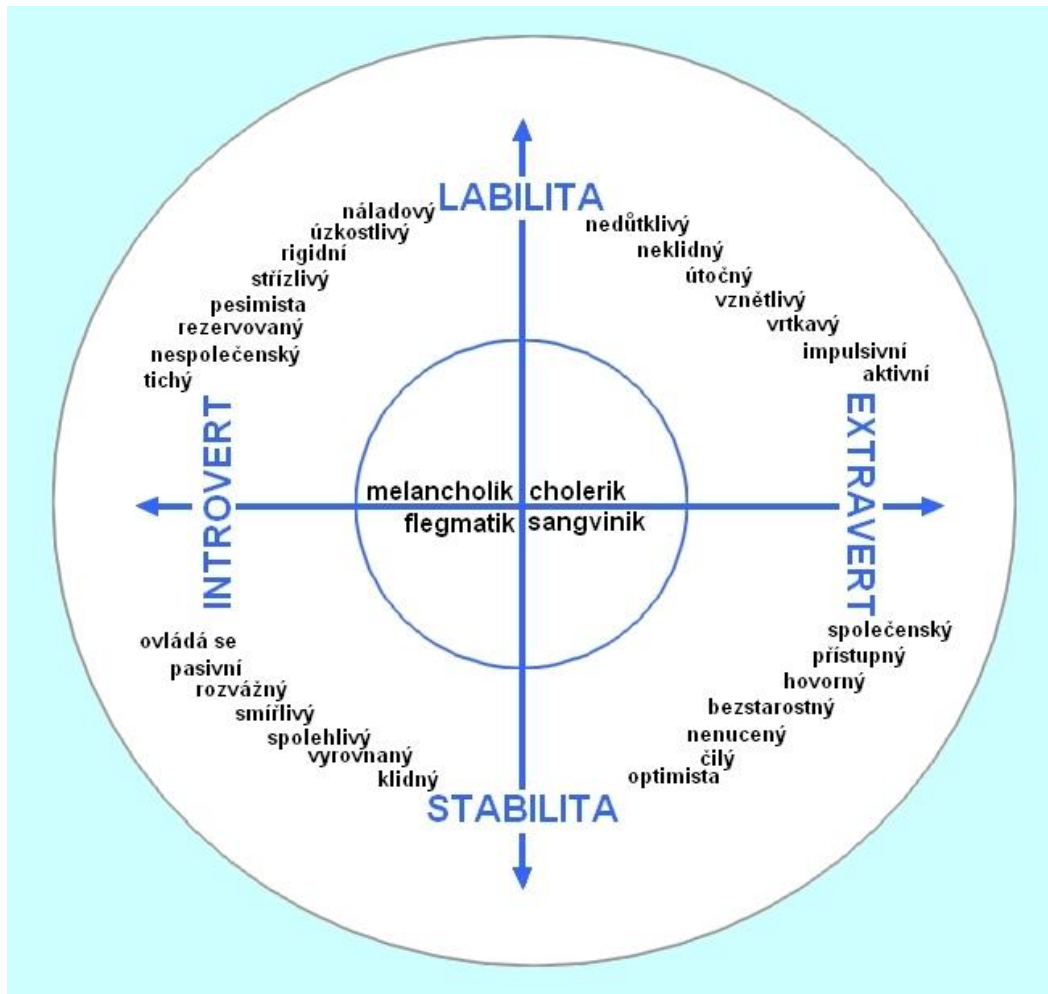 LABILITA
náladový
úzkostlivý
rigidní
střízlivý
pesimista
rezervovaný
nespolečenský
tichý
nedůtklivý
neklidný
útočný
vznětlivý
vrtkavý
impulsivní
aktivní
INTROVERT
EXTRAVERT
melancholík cholerik
flegmatik sangvinik
ovládá se
pasivní
rozvážný
smířlivý
spolehlivý
vyrovnaný
klidný
společenský
přístupný
hovorný
bezstarostný
nenucený
čilý
optimista
STABILITA